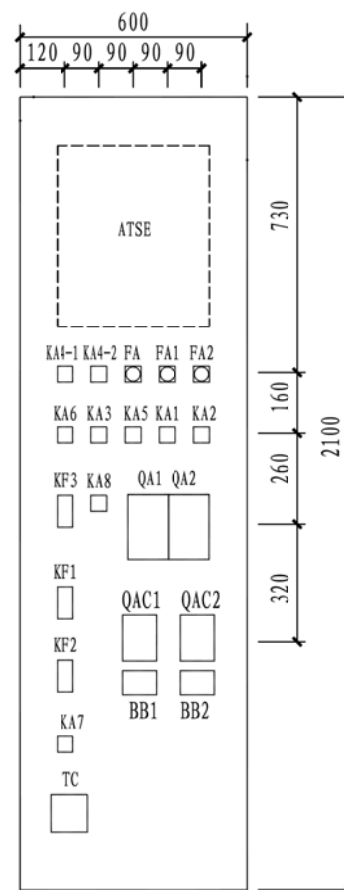 600
120 90 90 90 90
ATSE
730
KA4-1 KA4-2 FA FA1 FA2
160
KA6 KA3 KA5 KA1 KA2
2100
260
KF3 KA8 QA1 QA2
320
KF1 QAC1 QAC2
KF2
BB1 BB2
KA7
TC